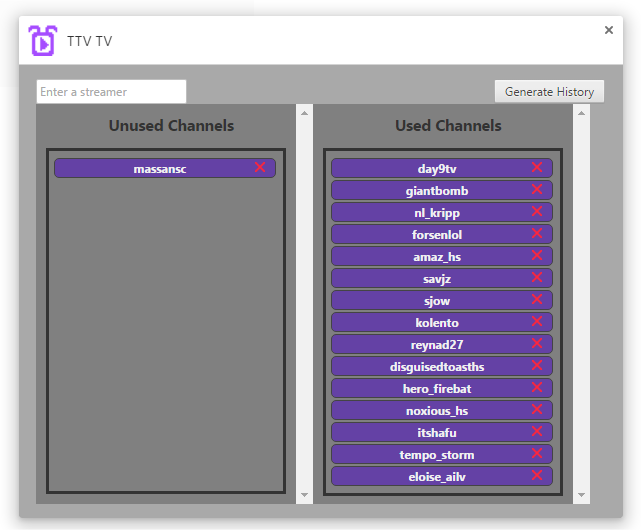 TTV TV
Enter a streamer
Generate History
Unused Channels
massansc
Used Channels
day9tv
giantbomb
nl_kripp
forsenlol
amaz_hs
savjz
sjow
kolento
reynad27
disguisedtoasths
hero_firebat
noxious_hs
itshafu
tempo_storm
eloise_ailv